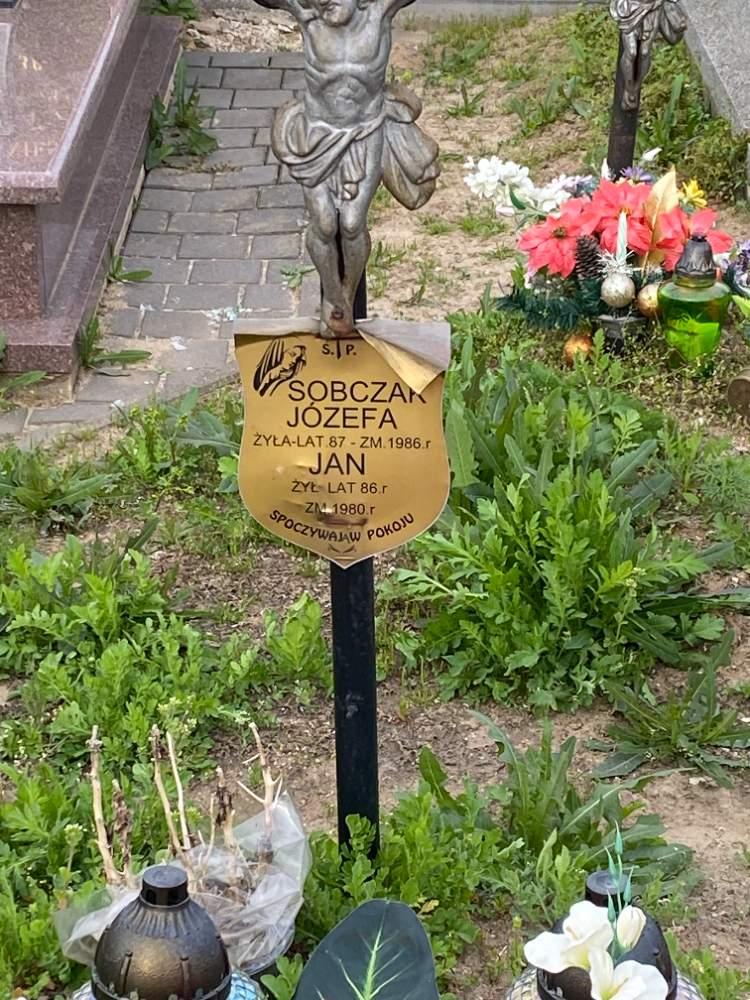 Ś. P.
SOBCZAK
JÓZEFA
ŻYŁA-LAT.87 - ZM.1986.r
JAN
ŻYŁ- LAT 86.r
ZM.1980.r
SPOCZYWAJĄ W POKOJU